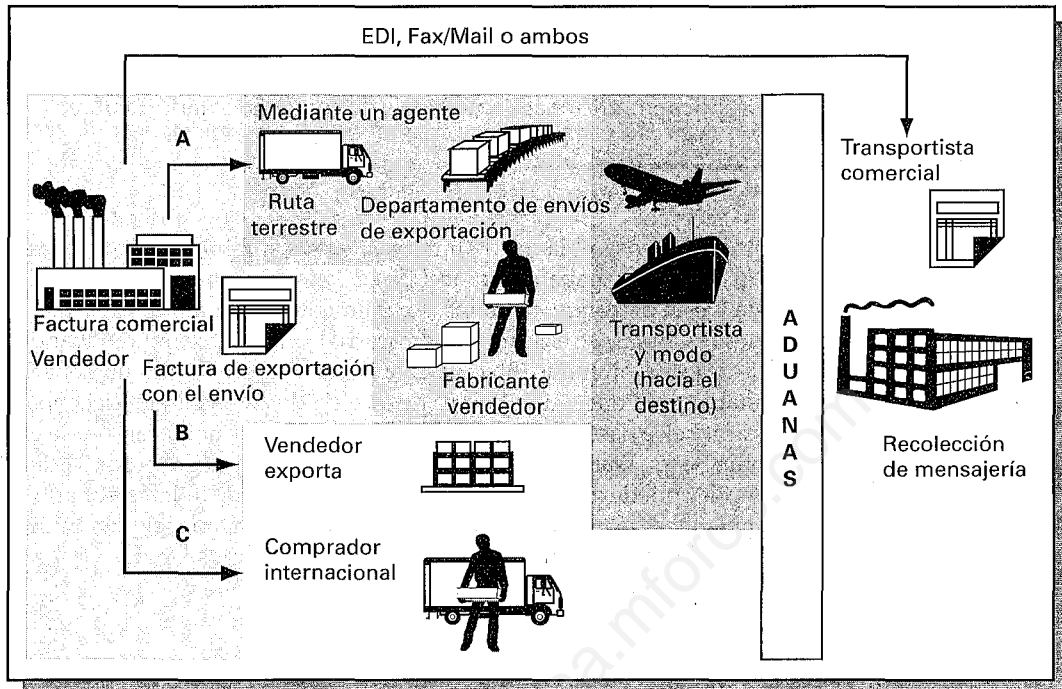 EDI, Fax/Mail o ambos
A
Mediante un agente
Ruta
terrestre
Departamento de envíos
de exportación
Factura comercial
Vendedor
Factura de exportación
con el envío
Fabricante
vendedor
Transportista
y modo
(hacia el
destino)
B
Vendedor
exporta
C
Comprador
internacional
A
D
U
A
N
A
S
Transportista
comercial
Recolección
de mensajería